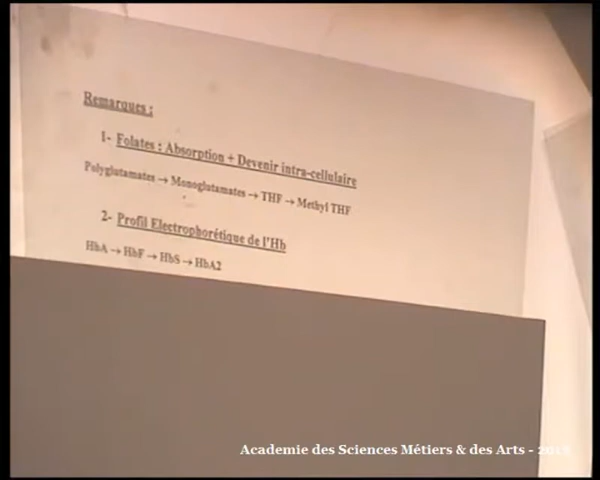 Remarques :
1- Folates : Absorption + Devenir intra-cellulaire
Polyglutamates → Monoglutamates → THF → Methyl THF
2- Profil Electrophorétique de l'Hb
HbA → HbF → HbS → HbA2
Academie des Sciences Métiers & des Arts -